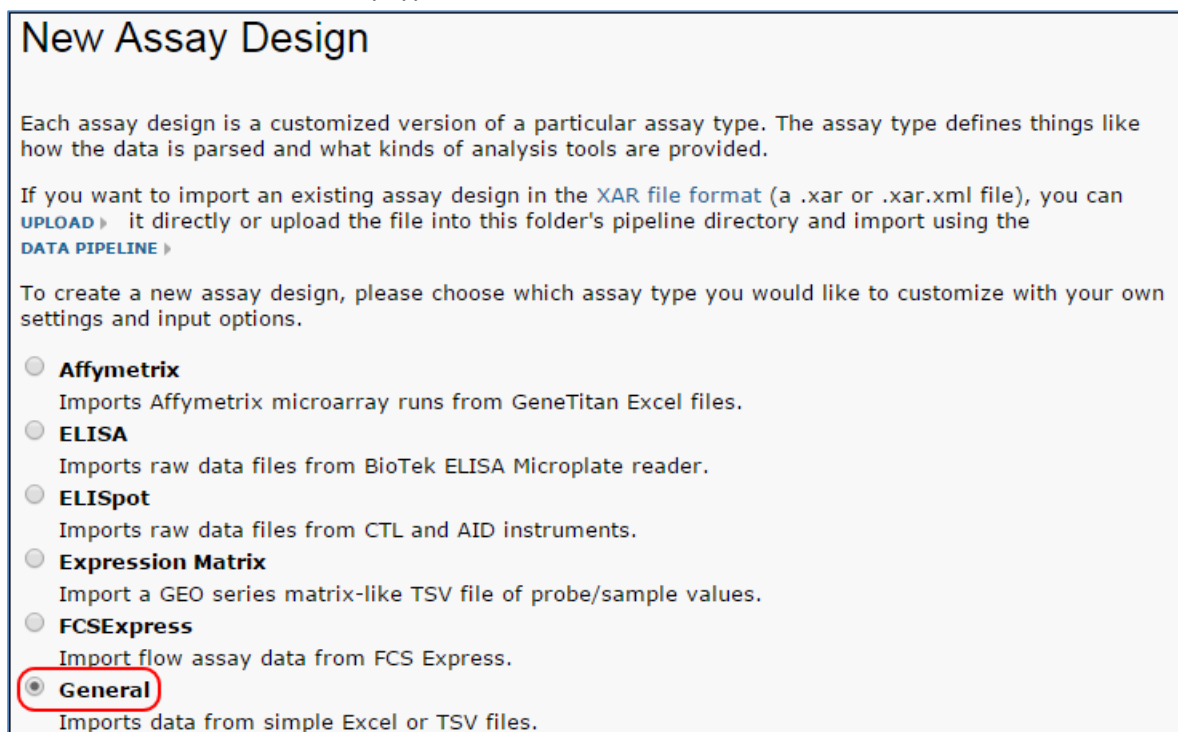 New Assay Design
Each assay design is a customized version of a particular assay type. The assay type defines things like
how the data is parsed and what kinds of analysis tools are provided.
If you want to import an existing assay design in the XAR file format (a .xar or .xar.xml file), you can
UPLOAD it directly or upload the file into this folder's pipeline directory and import using the
DATA PIPELINE
To create a new assay design, please choose which assay type you would like to customize with your own
settings and input options.
Affymetrix
Imports Affymetrix microarray runs from GeneTitan Excel files.
ELISA
Imports raw data files from BioTek ELISA Microplate reader.
ELISpot
Imports raw data files from CTL and AID instruments.
Expression Matrix
Import a GEO series matrix-like TSV file of probe/sample values.
FCSExpress
Import flow assay data from FCS Express.
General
Imports data from simple Excel or TSV files.